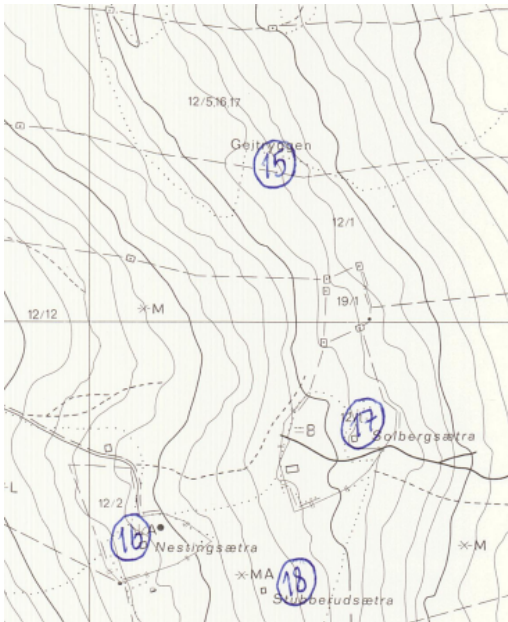 12/5,16,17
Geitryggen
15
12/1
19/1
12/12
M
17
B
Solbergsætra
L
12/2
16
A
Nestingsætra
M
MA
18
Stubberudsætra